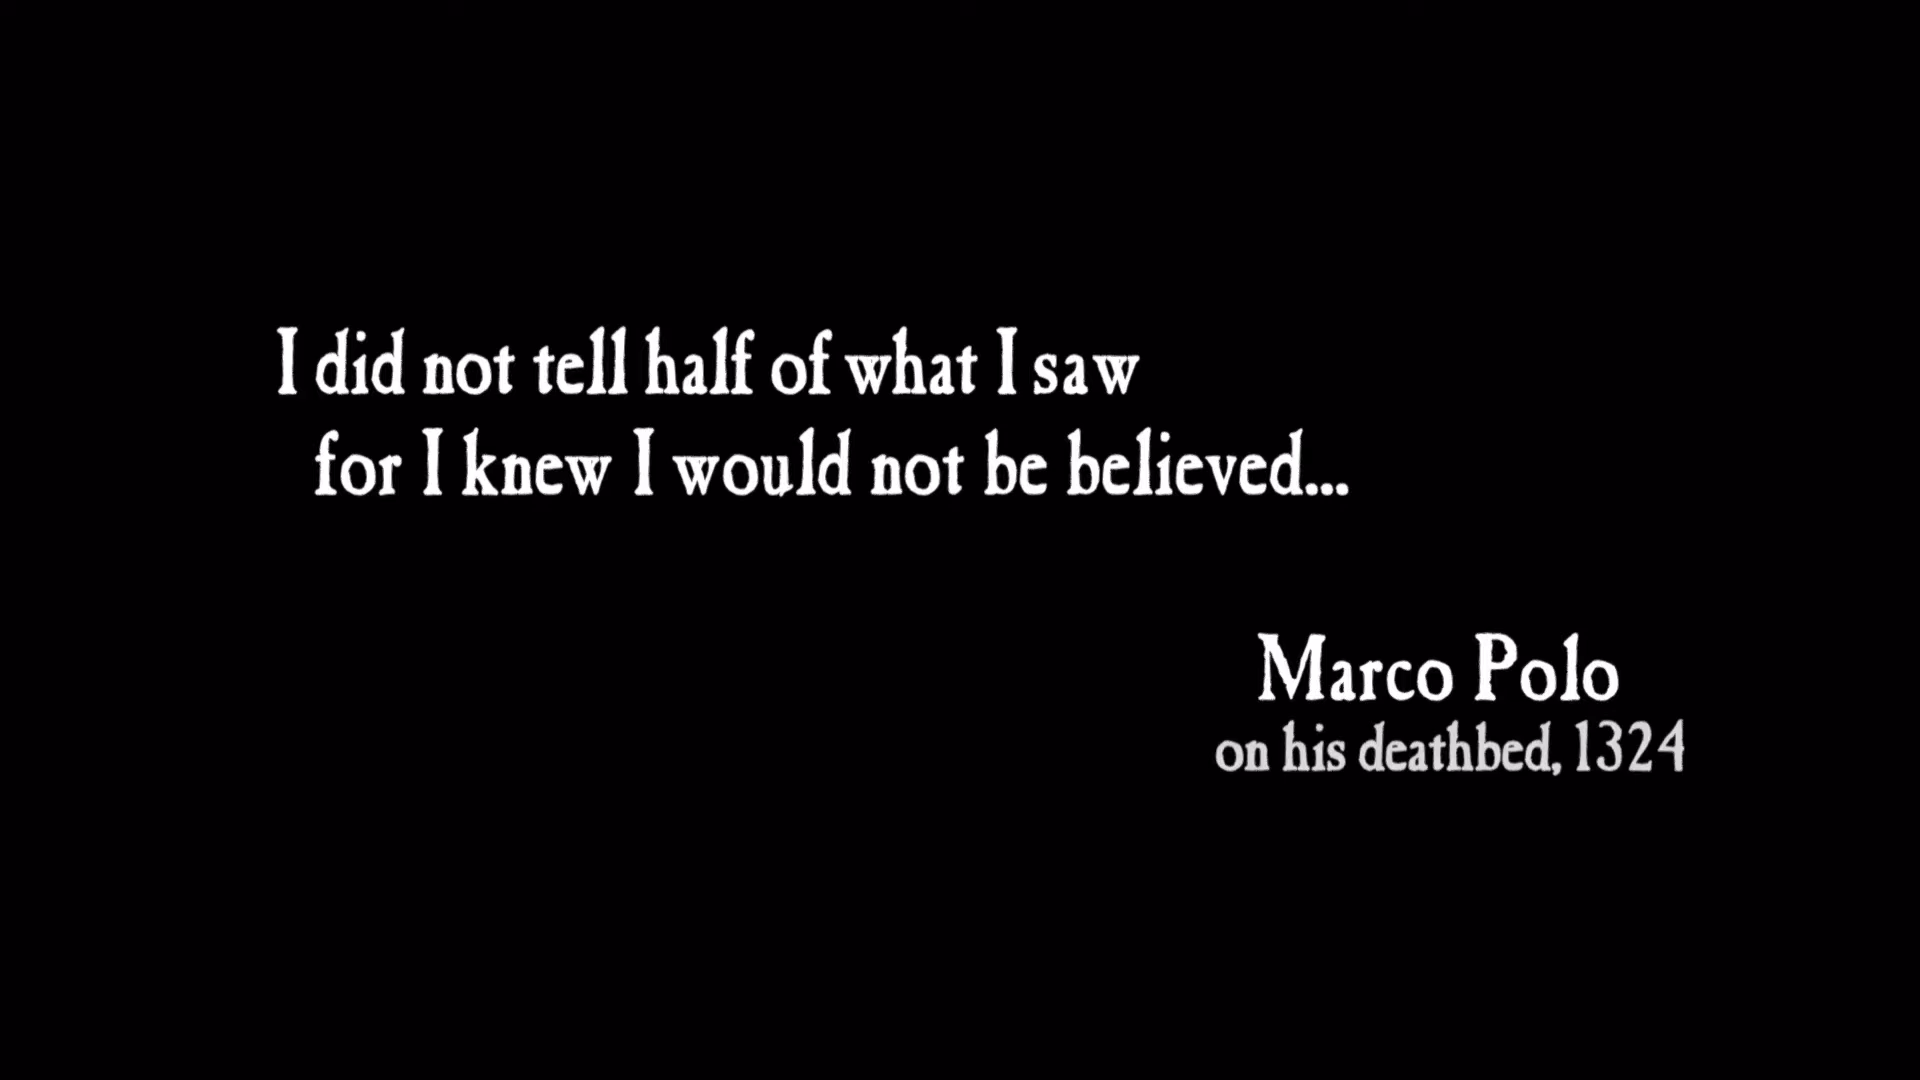 I did not tell half of what I saw
for I knew I would not be believed...
Marco Polo
on his deathbed, 1324